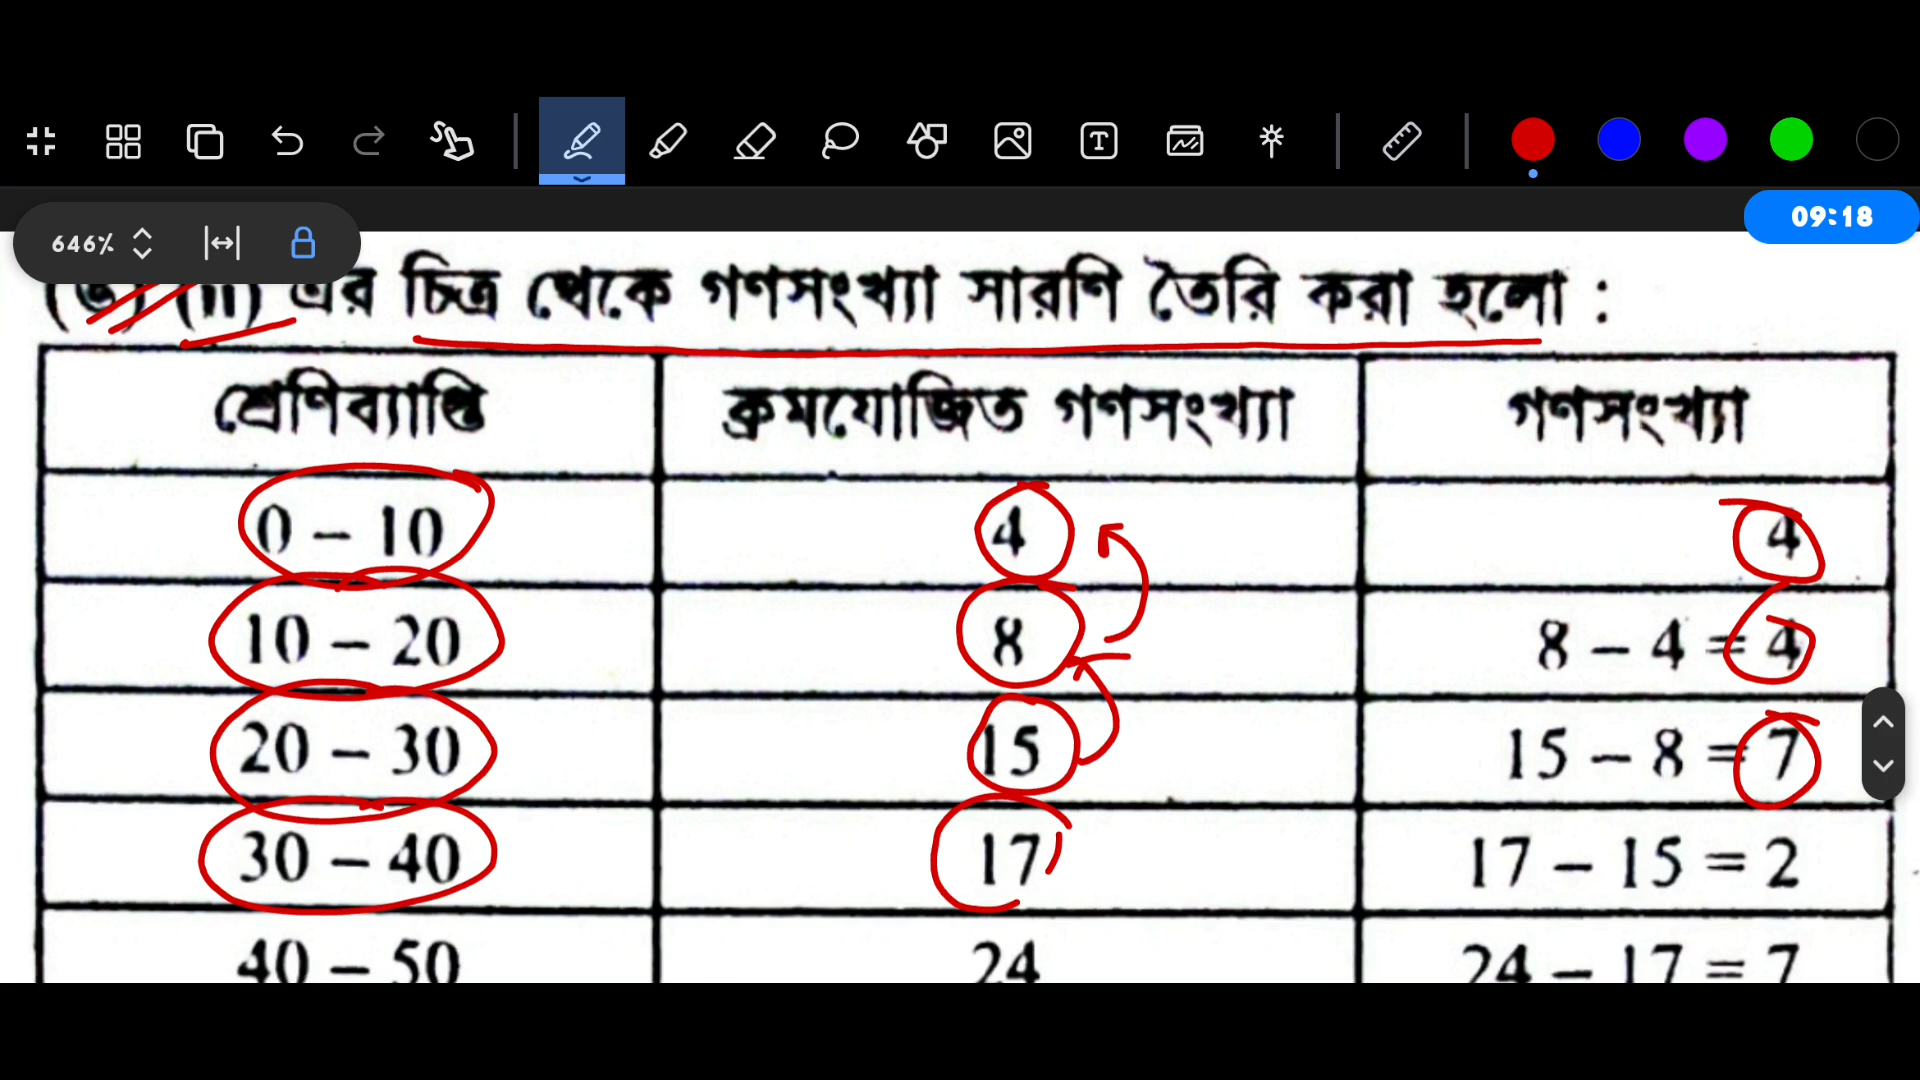 646%
09:18
(ii) এর চিত্র থেকে গণসংখ্যা সারণি তৈরি করা হলো :
শ্রেণিব্যাপ্তি ক্রমযোজিত গণসংখ্যা গণসংখ্যা
0 – 10 4 4
10 – 20 8 8 – 4 = 4
20 – 30 15 15 – 8 = 7
30 – 40 17 17 – 15 = 2
40 – 50 24 24 – 17 = 7